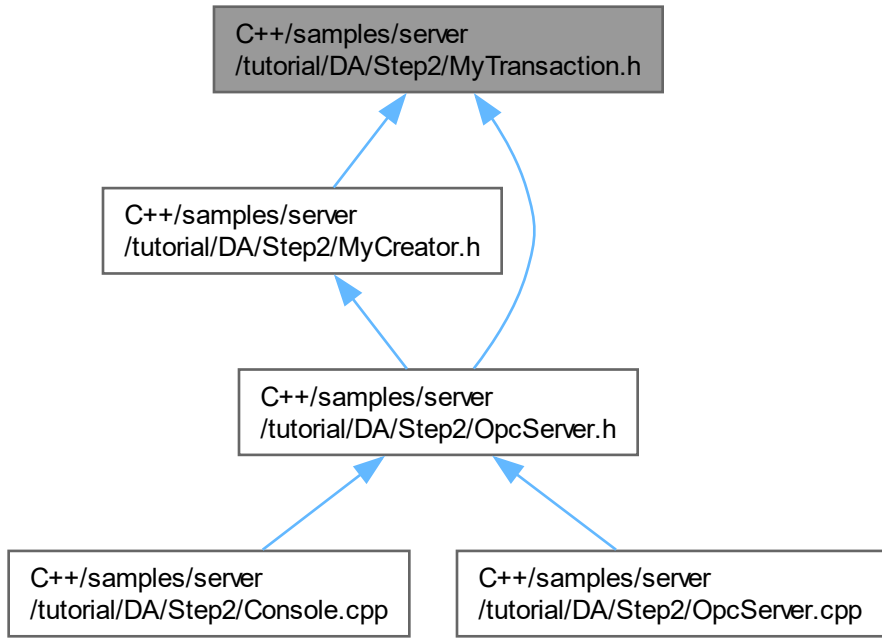 C++/samples/server
/tutorial/DA/Step2/MyTransaction.h
C++/samples/server
/tutorial/DA/Step2/MyCreator.h
C++/samples/server
/tutorial/DA/Step2/OpcServer.h
C++/samples/server
/tutorial/DA/Step2/Console.cpp
C++/samples/server
/tutorial/DA/Step2/OpcServer.cpp